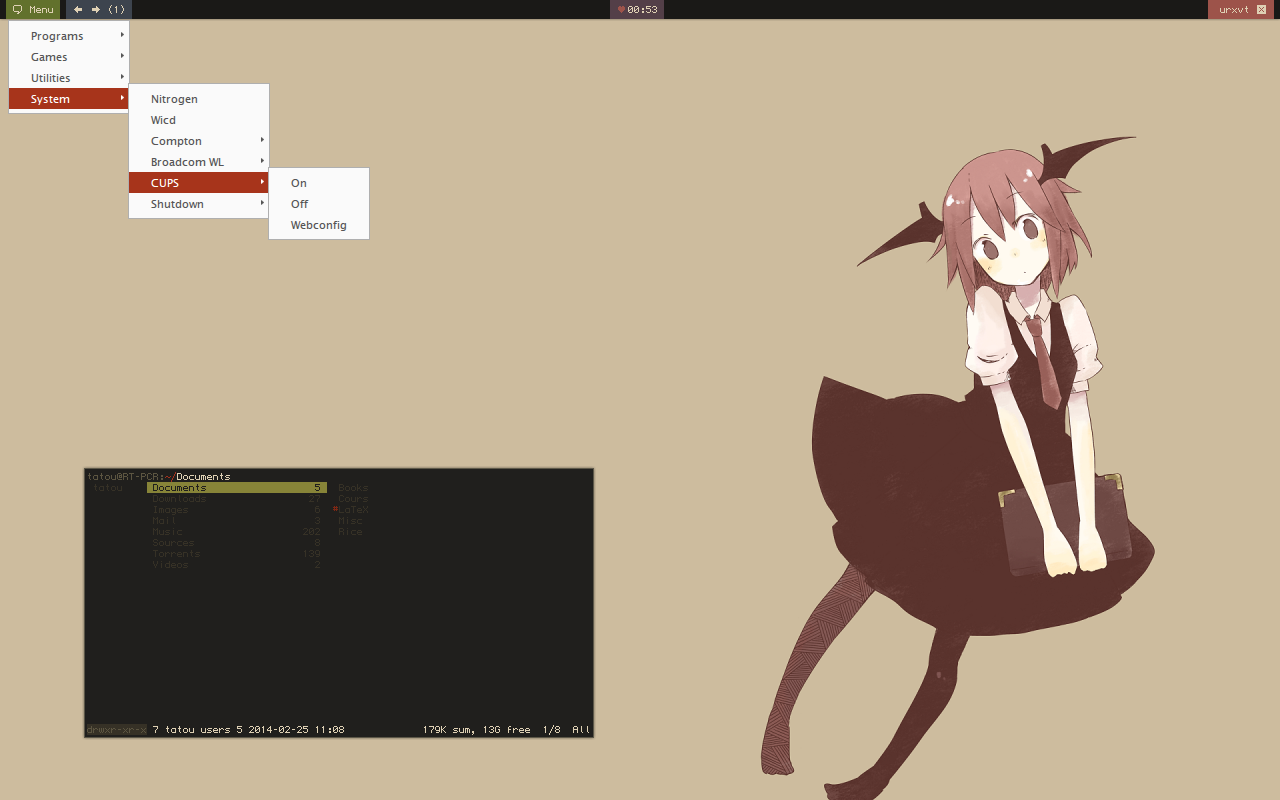 Menu (1) 00:53 urxvt
Programs
Games
Utilities
System
Nitrogen
Wicd
Compton
Broadcom WL
CUPS
Shutdown
On
Off
Webconfig
tatou@RT-PCR:~/Documents
tatou Documents 5 Books
Downloads 27 Cours
Images 6 LaTeX
Mail 3 Misc
Music 202 Rice
Sources 8
Torrents 139
Videos 2
drwxr-xr-x 7 tatou users 5 2014-02-25 11:08 179K sum, 13G free 1/8 All